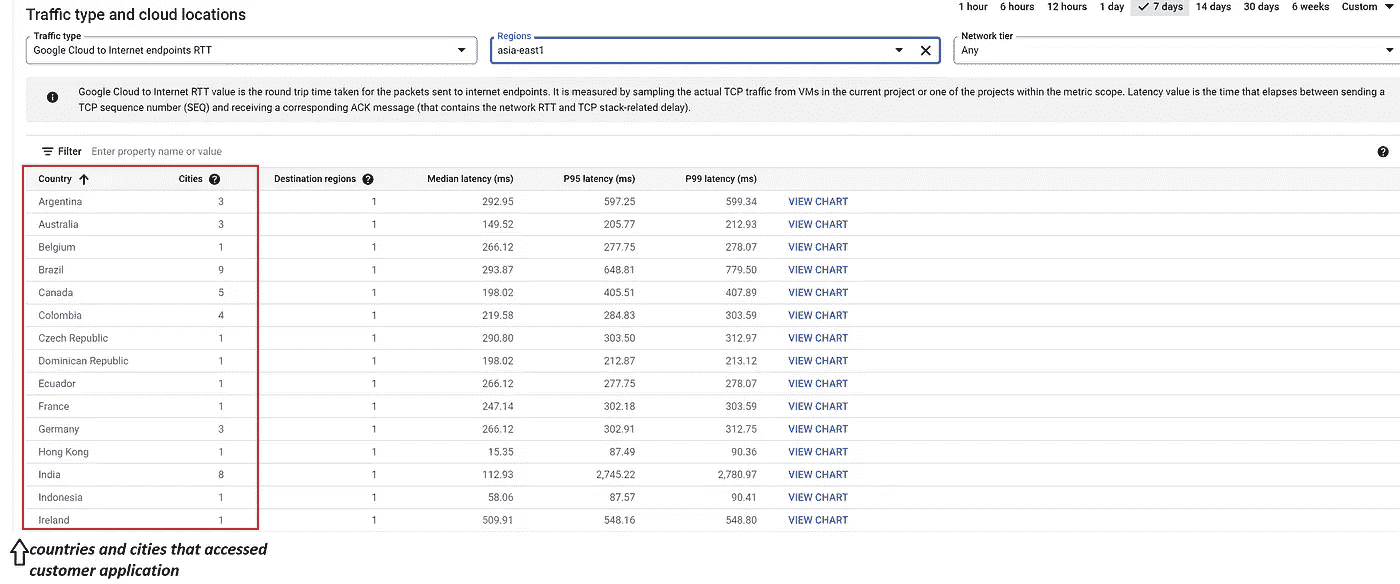 Traffic type and cloud locations
1 hour 6 hours 12 hours 1 day 7 days 14 days 30 days 6 weeks Custom
Traffic type
Google Cloud to Internet endpoints RTT
Regions
asia-east1
Network tier
Any
Google Cloud to Internet RTT value is the round trip time taken for the packets sent to internet endpoints. It is measured by sampling the actual TCP traffic from VMs in the current project or one of the projects within the metric scope. Latency value is the time that elapses between sending a
TCP sequence number (SEQ) and receiving a corresponding ACK message (that contains the network RTT and TCP stack-related delay).
Filter Enter property name or value
Country Cities Destination regions Median latency (ms) P95 latency (ms) P99 latency (ms)
Argentina 3 1 292.95 597.25 599.34 VIEW CHART
Australia 3 1 149.52 205.77 212.93 VIEW CHART
Belgium 1 1 266.12 277.75 278.07 VIEW CHART
Brazil 9 1 293.87 648.81 779.50 VIEW CHART
Canada 5 1 198.02 405.51 407.89 VIEW CHART
Colombia 4 1 219.58 284.83 303.59 VIEW CHART
Czech Republic 1 1 290.80 303.50 312.97 VIEW CHART
Dominican Republic 1 1 198.02 212.87 213.12 VIEW CHART
Ecuador 1 1 266.12 277.75 278.07 VIEW CHART
France 1 1 247.14 302.18 303.59 VIEW CHART
Germany 3 1 266.12 302.91 312.75 VIEW CHART
Hong Kong 1 1 15.35 87.49 90.36 VIEW CHART
India 8 1 112.93 2,745.22 2,780.97 VIEW CHART
Indonesia 1 1 58.06 87.57 90.41 VIEW CHART
Ireland 1 1 509.91 548.16 548.80 VIEW CHART
countries and cities that accessed
customer application